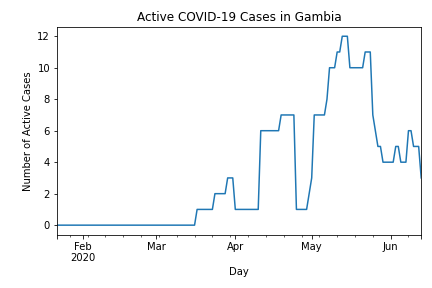 Active COVID-19 Cases in Gambia
12
10
8
6
4
2
0
Number of Active Cases
Feb
2020
Mar
Apr
May
Jun
Day